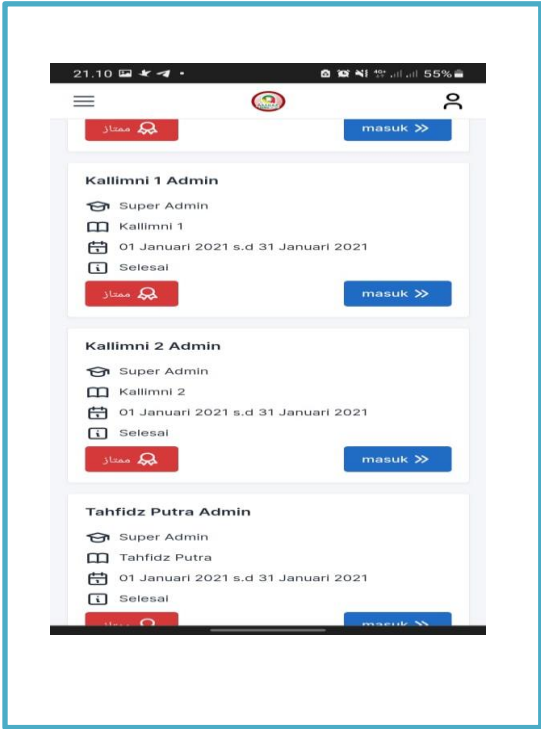 21.10 55%
ممتاز masuk
Kallimni 1 Admin
Super Admin
Kallimni 1
01 Januari 2021 s.d 31 Januari 2021
Selesai
ممتاز masuk
Kallimni 2 Admin
Super Admin
Kallimni 2
01 Januari 2021 s.d 31 Januari 2021
Selesai
ممتاز masuk
Tahfidz Putra Admin
Super Admin
Tahfidz Putra
01 Januari 2021 s.d 31 Januari 2021
Selesai
ممتاز masuk